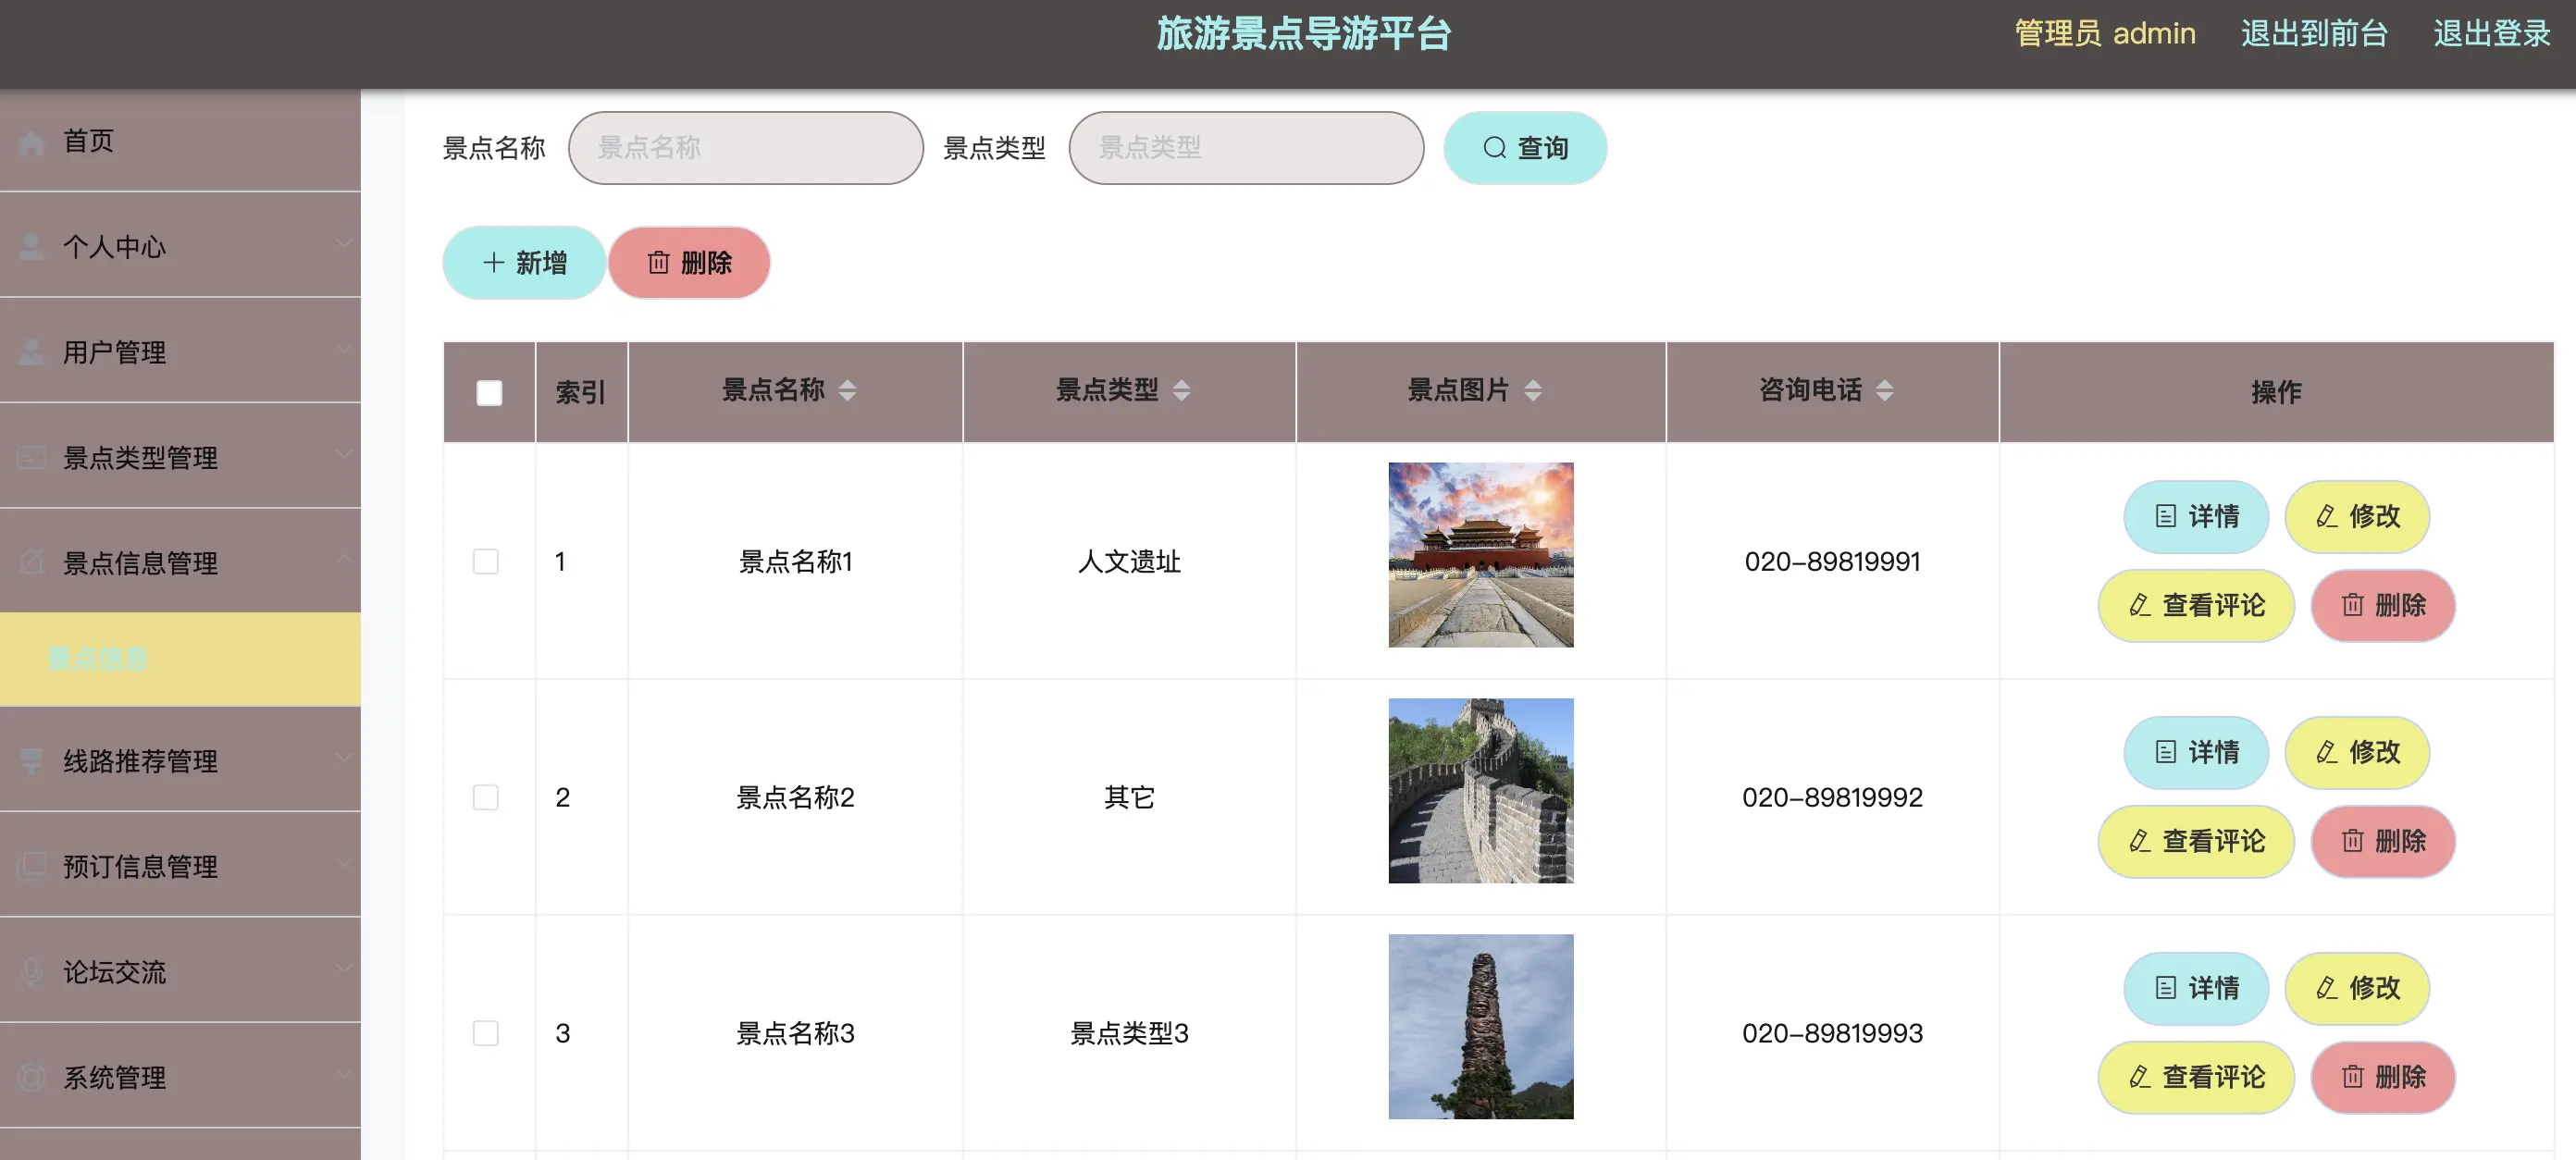 旅游景点导游平台
管理员 admin 退出到前台 退出登录
首页
个人中心
用户管理
景点类型管理
景点信息管理
景点信息
线路推荐管理
预订信息管理
论坛交流
系统管理
景点名称 景点名称 景点类型 景点类型 查询
新增 删除
索引 景点名称 景点类型 景点图片 咨询电话 操作
1 景点名称1 人文遗址 020-89819991 详情 修改
查看评论 删除
2 景点名称2 其它 020-89819992 详情 修改
查看评论 删除
3 景点名称3 景点类型3 020-89819993 详情 修改
查看评论 删除